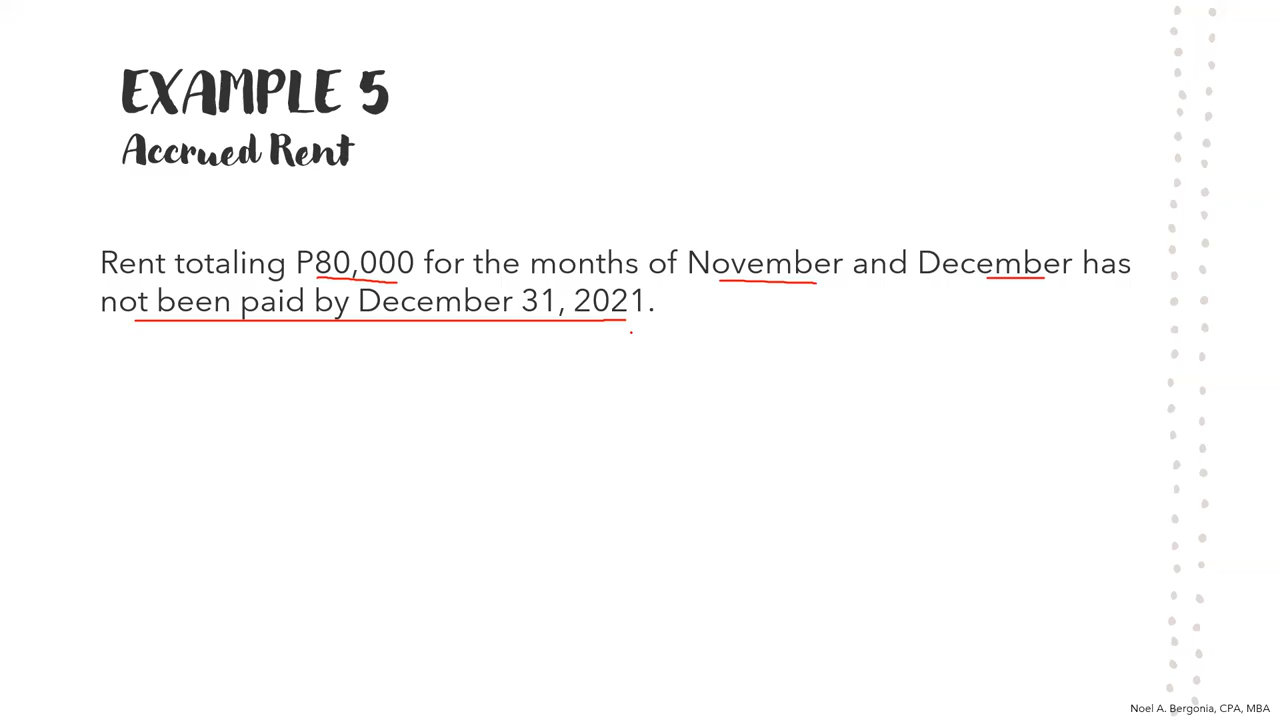 EXAMPLE 5
Accrued Rent
Rent totaling P80,000 for the months of November and December has
not been paid by December 31, 2021.
Noel A. Bergonia, CPA, MBA